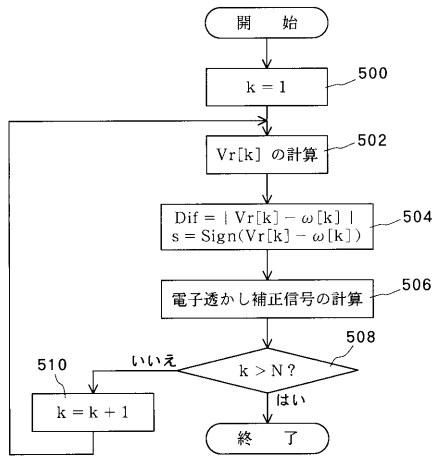 開 始
k = 1
500
Vr[k] の計算
502
Dif = | Vr[k] − ω[k] |
s = Sign(Vr[k] − ω[k])
504
電子透かし補正信号の計算
506
k > N?
508
いいえ
はい
510
k = k + 1
終 了